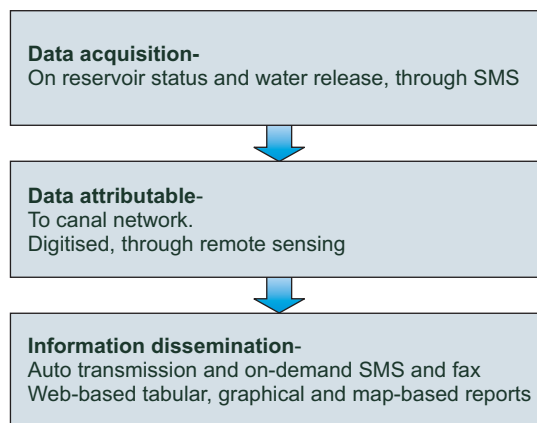 Data acquisition-
On reservoir status and water release, through SMS
Data attributable-
To canal network.
Digitised, through remote sensing
Information dissemination-
Auto transmission and on-demand SMS and fax
Web-based tabular, graphical and map-based reports